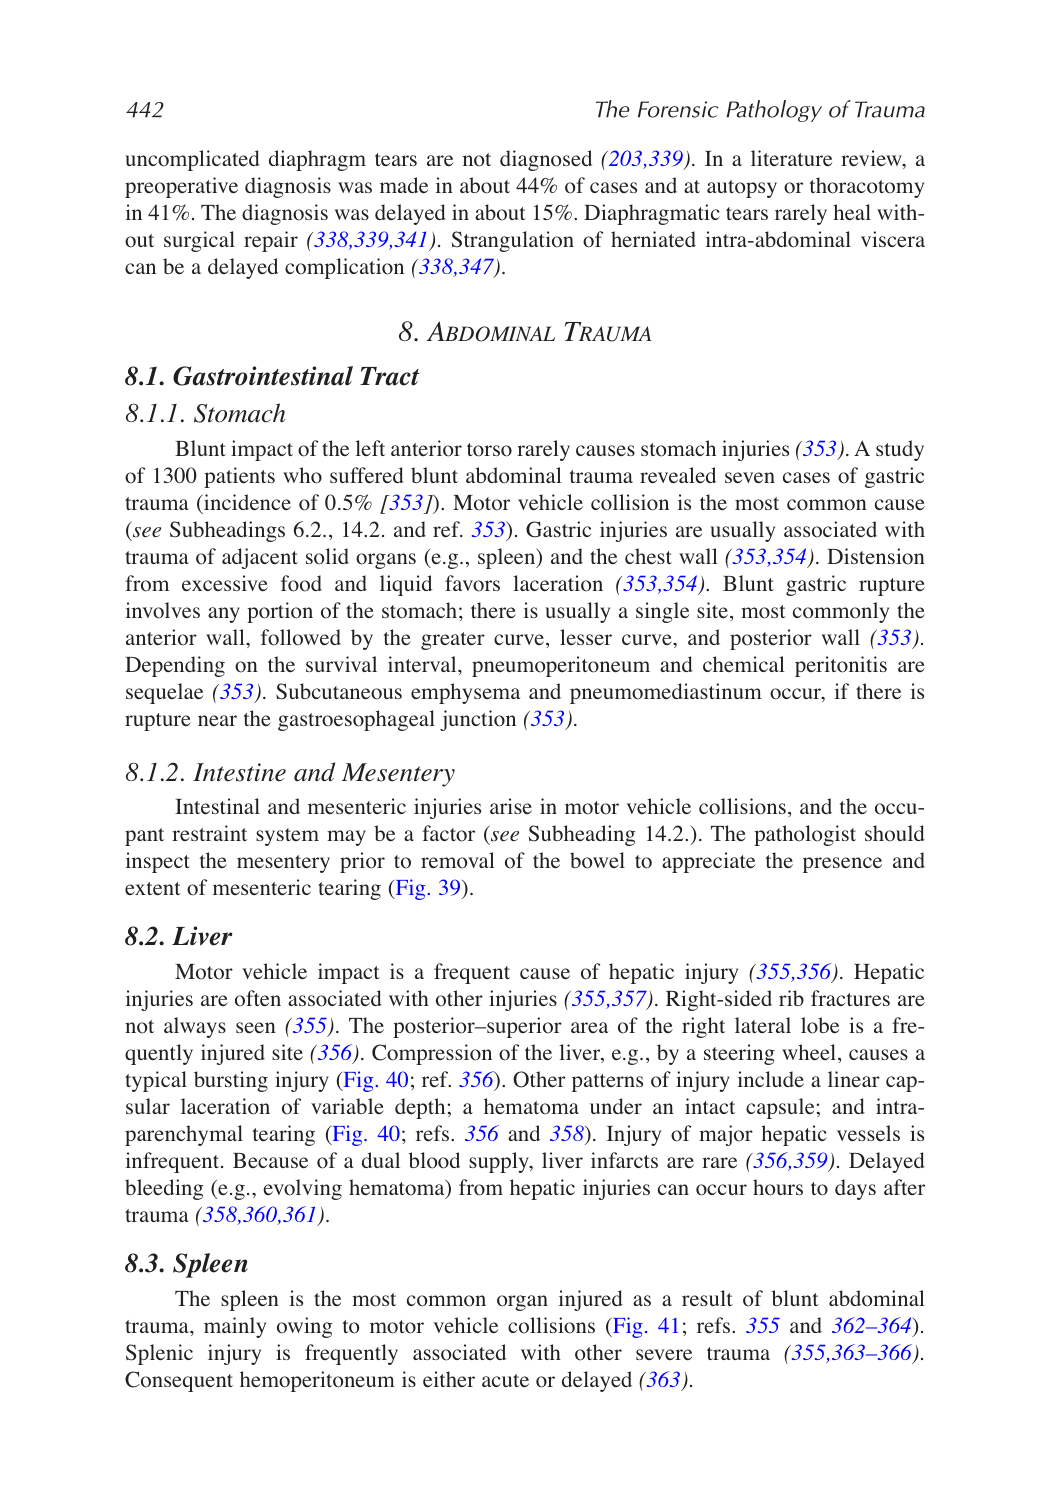 442 The Forensic Pathology of Trauma
uncomplicated diaphragm tears are not diagnosed (203,339). In a literature review, a
preoperative diagnosis was made in about 44% of cases and at autopsy or thoracotomy
in 41%. The diagnosis was delayed in about 15%. Diaphragmatic tears rarely heal with-
out surgical repair (338,339,341). Strangulation of herniated intra-abdominal viscera
can be a delayed complication (338,347).
8. ABDOMINAL TRAUMA
8.1. Gastrointestinal Tract
8.1.1. Stomach
Blunt impact of the left anterior torso rarely causes stomach injuries (353). A study
of 1300 patients who suffered blunt abdominal trauma revealed seven cases of gastric
trauma (incidence of 0.5% [353]). Motor vehicle collision is the most common cause
(see Subheadings 6.2., 14.2. and ref. 353). Gastric injuries are usually associated with
trauma of adjacent solid organs (e.g., spleen) and the chest wall (353,354). Distension
from excessive food and liquid favors laceration (353,354). Blunt gastric rupture
involves any portion of the stomach; there is usually a single site, most commonly the
anterior wall, followed by the greater curve, lesser curve, and posterior wall (353).
Depending on the survival interval, pneumoperitoneum and chemical peritonitis are
sequelae (353). Subcutaneous emphysema and pneumomediastinum occur, if there is
rupture near the gastroesophageal junction (353).
8.1.2. Intestine and Mesentery
Intestinal and mesenteric injuries arise in motor vehicle collisions, and the occu-
pant restraint system may be a factor (see Subheading 14.2.). The pathologist should
inspect the mesentery prior to removal of the bowel to appreciate the presence and
extent of mesenteric tearing (Fig. 39).
8.2. Liver
Motor vehicle impact is a frequent cause of hepatic injury (355,356). Hepatic
injuries are often associated with other injuries (355,357). Right-sided rib fractures are
not always seen (355). The posterior–superior area of the right lateral lobe is a fre-
quently injured site (356). Compression of the liver, e.g., by a steering wheel, causes a
typical bursting injury (Fig. 40; ref. 356). Other patterns of injury include a linear cap-
sular laceration of variable depth; a hematoma under an intact capsule; and intra-
parenchymal tearing (Fig. 40; refs. 356 and 358). Injury of major hepatic vessels is
infrequent. Because of a dual blood supply, liver infarcts are rare (356,359). Delayed
bleeding (e.g., evolving hematoma) from hepatic injuries can occur hours to days after
trauma (358,360,361).
8.3. Spleen
The spleen is the most common organ injured as a result of blunt abdominal
trauma, mainly owing to motor vehicle collisions (Fig. 41; refs. 355 and 362–364).
Splenic injury is frequently associated with other severe trauma (355,363–366).
Consequent hemoperitoneum is either acute or delayed (363).